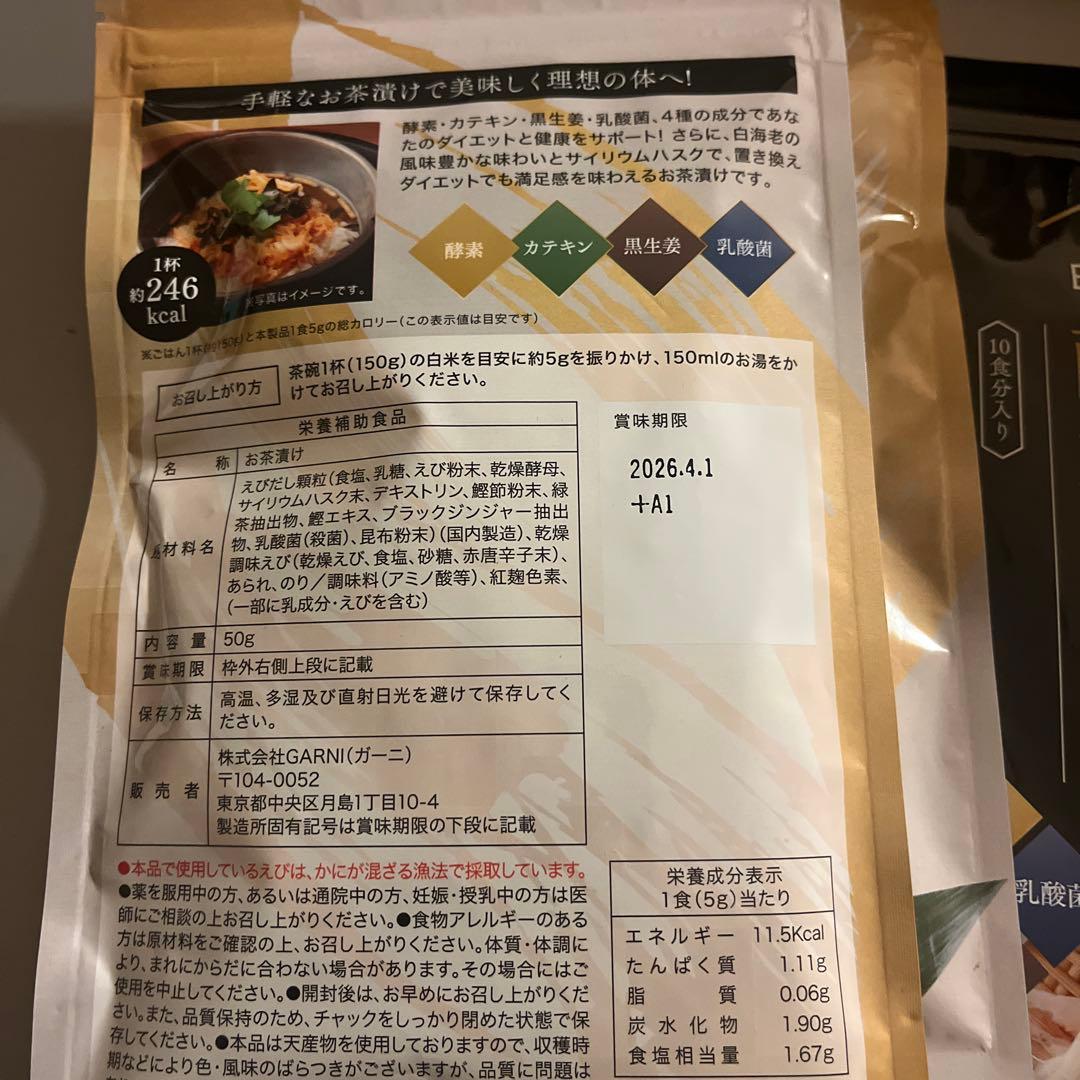 手軽なお茶漬けで美味しく理想の体へ!
酵素・カテキン・黒生姜・乳酸菌、4種の成分であな
たのダイエットと健康をサポート! さらに、白海老の
風味豊かな味わいとサイリウムハスクで、置き換え
ダイエットでも満足感を味わえるお茶漬けです。
酵素
カテキン
黒生姜
乳酸菌
1杯
約246
kcal
※写真はイメージです。
※ごはん1杯(約150g)と本製品1食5gの総カロリー(この表示値は目安です)
お召し上がり方
茶碗1杯(150g)の白米を目安に約5gを振りかけ、150mlのお湯をか
けてお召し上がりください。
栄養補助食品
名称 お茶漬け
材料名
えびだし顆粒(食塩、乳糖、えび粉末、乾燥酵母、
サイリウムハスク末、デキストリン、鰹節粉末、緑
茶抽出物、鰹エキス、ブラックジンジャー抽出
物、乳酸菌(殺菌)、昆布粉末)(国内製造)、乾燥
調味えび(乾燥えび、食塩、砂糖、赤唐辛子末)、
あられ、のり/調味料(アミノ酸等)、紅麹色素、
(一部に乳成分・えびを含む)
内容量 50g
賞味期限 枠外右側上段に記載
保存方法
高温、多湿及び直射日光を避けて保存してく
ださい。
販売者
株式会社GARNI(ガーニ)
〒104-0052
東京都中央区月島1丁目10-4
製造所固有記号は賞味期限の下段に記載
賞味期限
2026.4.1
+A1
●本品で使用しているえびは、かにが混ざる漁法で採取しています。
●薬を服用中の方、あるいは通院中の方、妊娠・授乳中の方は医
師にご相談の上お召し上がりください。●食物アレルギーのある
方は原材料をご確認の上、お召し上がりください。体質・体調に
より、まれにからだに合わない場合があります。その場合にはご
使用を中止してください。●開封後は、お早めにお召し上がりくだ
さい。また、品質保持のため、チャックをしっかり閉めた状態で保
存してください。●本品は天産物を使用しておりますので、収穫時
期などにより色・風味のばらつきがございますが、品質に問題は
栄養成分表示
1食(5g)当たり
エネルギー 11.5Kcal
たんぱく質 1.11g
脂質 0.06g
炭水化物 1.90g
食塩相当量 1.67g
10食分入り
乳酸菌